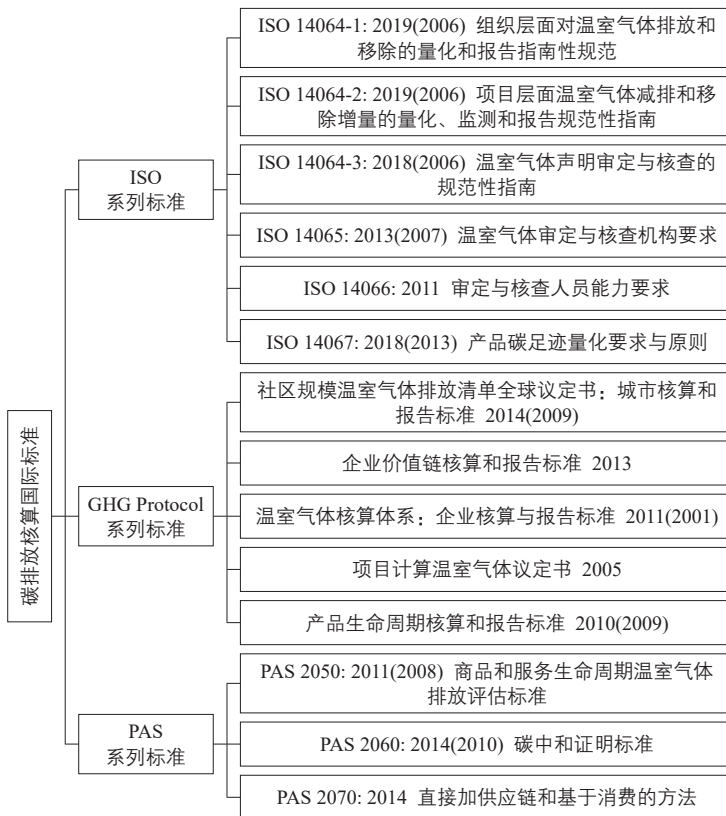 碳排放核算国际标准
ISO
系列标准
ISO 14064-1: 2019(2006) 组织层面对温室气体排放和
移除的量化和报告指南性规范
ISO 14064-2: 2019(2006) 项目层面温室气体减排和移
除增量的量化、监测和报告规范性指南
ISO 14064-3: 2018(2006) 温室气体声明审定与核查的
规范性指南
ISO 14065: 2013(2007) 温室气体审定与核查机构要求
ISO 14066: 2011 审定与核查人员能力要求
ISO 14067: 2018(2013) 产品碳足迹量化要求与原则
GHG Protocol
系列标准
社区规模温室气体排放清单全球议定书：城市核算和
报告标准 2014(2009)
企业价值链核算和报告标准 2013
温室气体核算体系：企业核算与报告标准 2011(2001)
项目计算温室气体议定书 2005
产品生命周期核算和报告标准 2010(2009)
PAS
系列标准
PAS 2050: 2011(2008) 商品和服务生命周期温室气体
排放评估标准
PAS 2060: 2014(2010) 碳中和证明标准
PAS 2070: 2014 直接加供应链和基于消费的方法